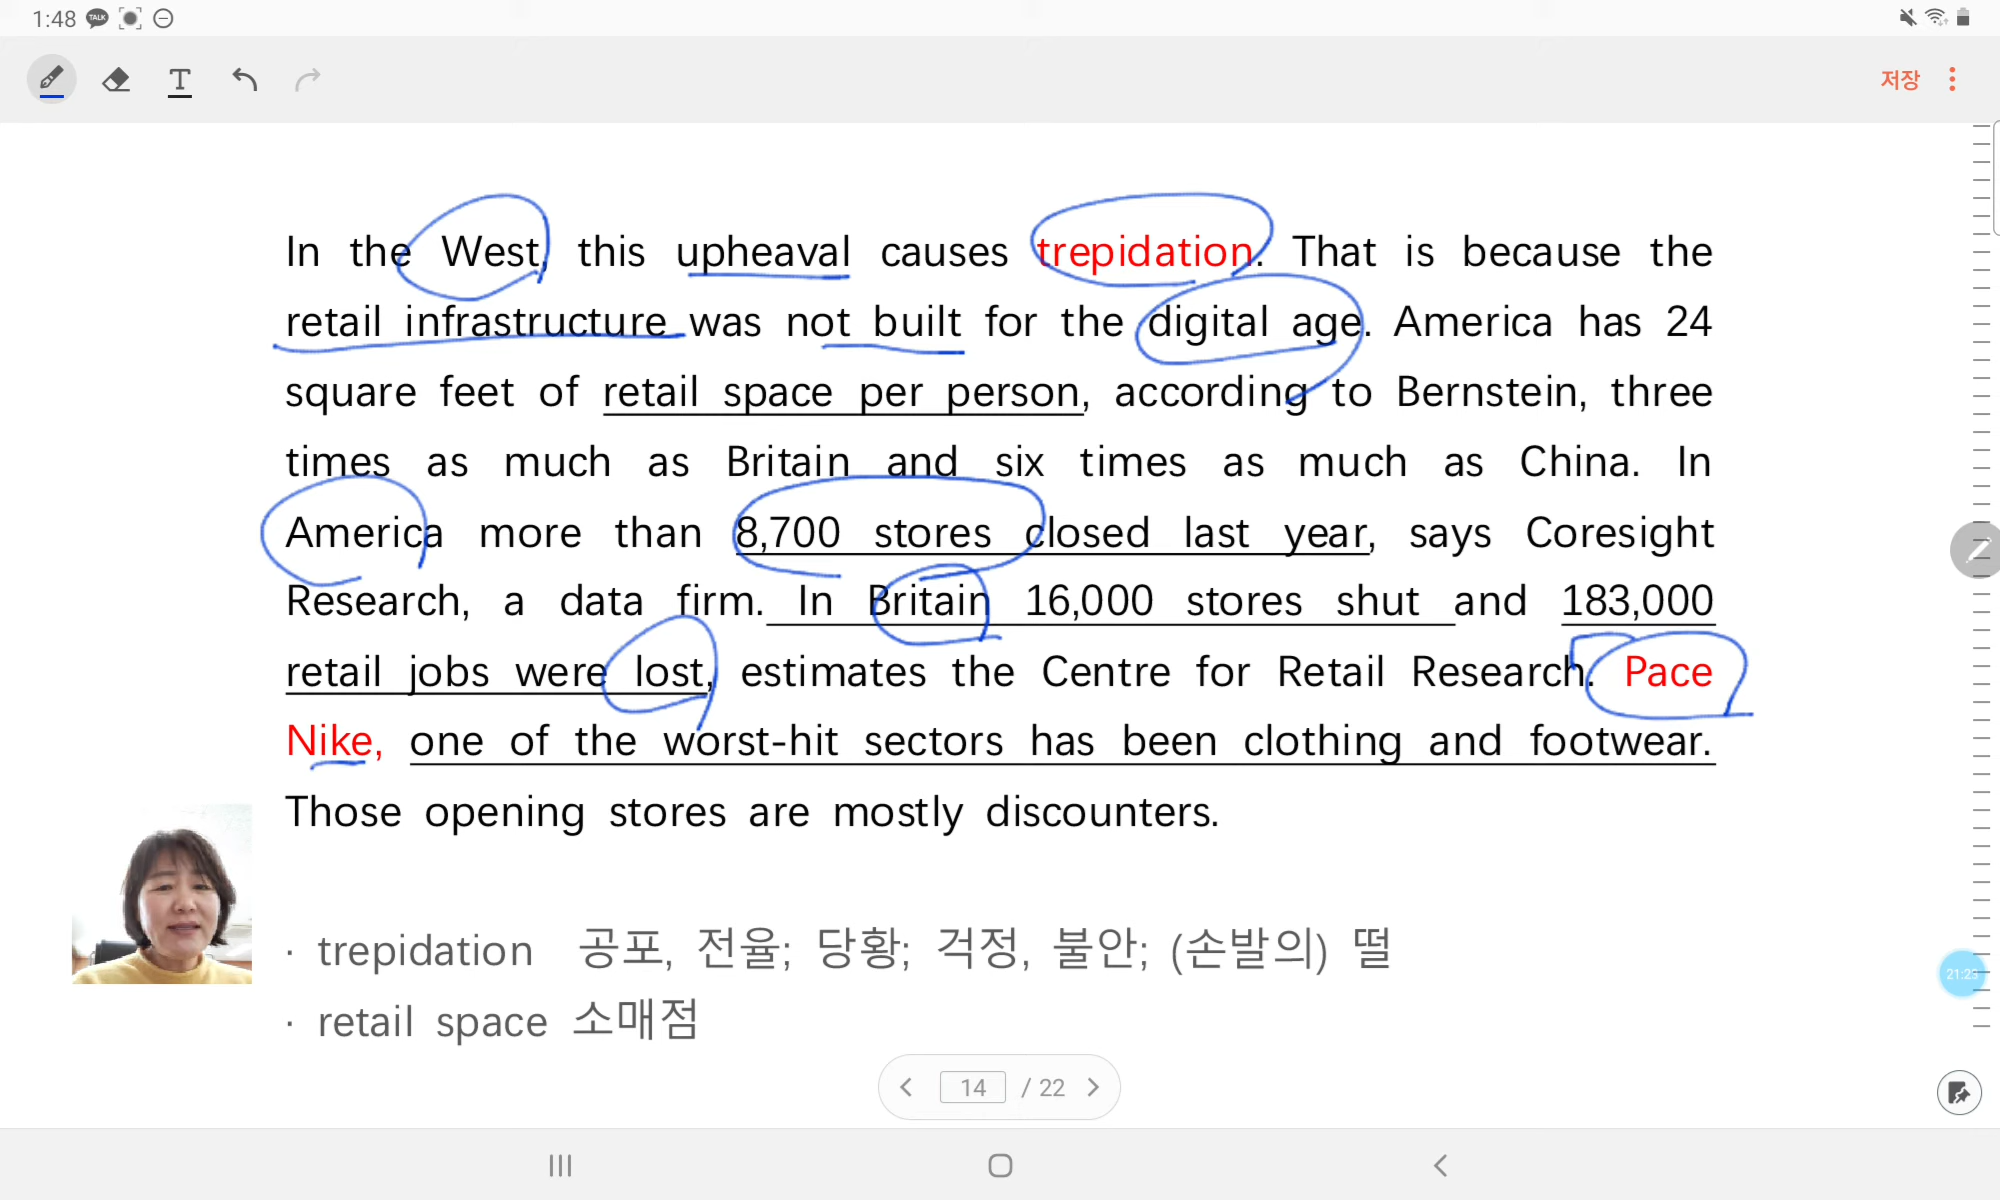 1:48 TALK
저장
In the West, this upheaval causes trepidation. That is because the
retail infrastructure was not built for the digital age. America has 24
square feet of retail space per person, according to Bernstein, three
times as much as Britain and six times as much as China. In
America more than 8,700 stores closed last year, says Coresight
Research, a data firm. In Britain 16,000 stores shut and 183,000
retail jobs were lost, estimates the Centre for Retail Research. Pace
Nike, one of the worst-hit sectors has been clothing and footwear.
Those opening stores are mostly discounters.
· trepidation 공포, 전율; 당황; 걱정, 불안; (손발의) 떨
21:23
· retail space 소매점
14 / 22